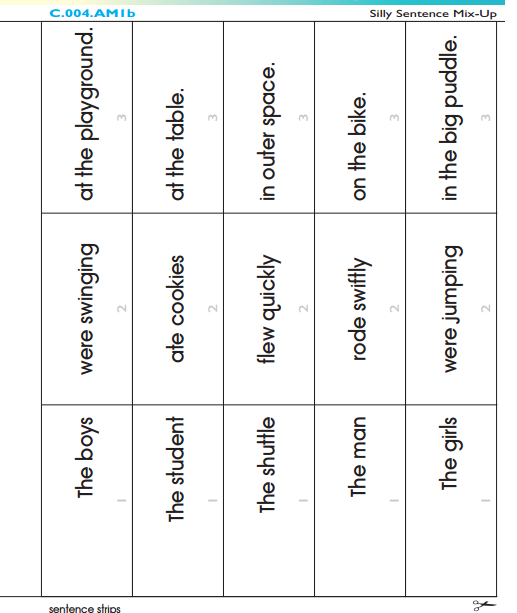 C.004.AM1b
Silly Sentence Mix-Up
The boys
1
were swinging
2
at the playground.
3
The student
1
ate cookies
2
at the table.
3
The shuttle
1
flew quickly
2
in outer space.
3
The man
1
rode swiftly
2
on the bike.
3
The girls
1
were jumping
2
in the big puddle.
3
sentence strips